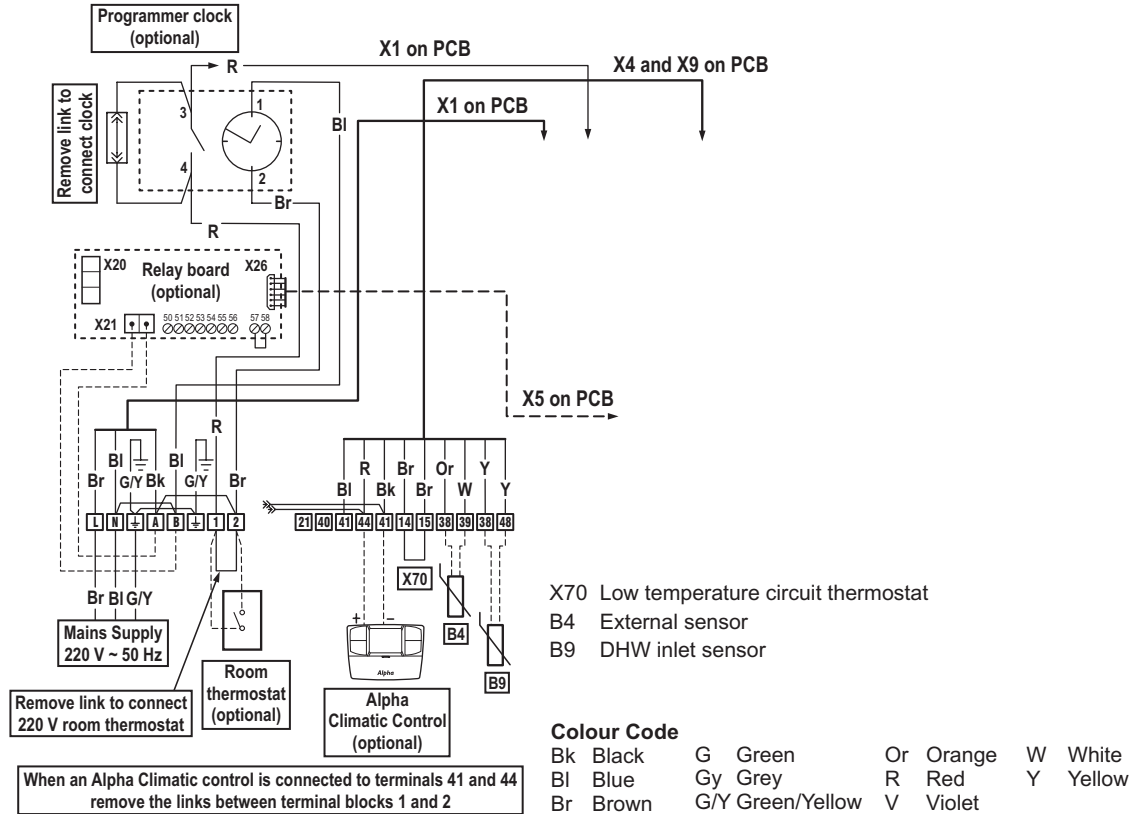 Programmer clock
(optional)
X1 on PCB
R
X4 and X9 on PCB
Remove link to
connect clock
3
1
Bl
X1 on PCB
4
2
Br
R
X20
Relay board
(optional)
X26
X21
50 51 52 53 54 55 56
57 58
X5 on PCB
R
Br Bl G/Y Bk Bl G/Y Br
Bl R Bk Br Br Or W Y Y
L N A B 1 2
21 40 41 44 41 14 15 38 39 38 48
X70
Br Bl G/Y
Mains Supply
220 V ~ 50 Hz
Room
thermostat
(optional)
Remove link to connect
220 V room thermostat
+ –
Alpha
Alpha
Climatic Control
(optional)
B4
B9
When an Alpha Climatic control is connected to terminals 41 and 44
remove the links between terminal blocks 1 and 2
X70 Low temperature circuit thermostat
B4 External sensor
B9 DHW inlet sensor
Colour Code
Bk Black G Green Or Orange W White
Bl Blue Gy Grey R Red Y Yellow
Br Brown G/Y Green/Yellow V Violet